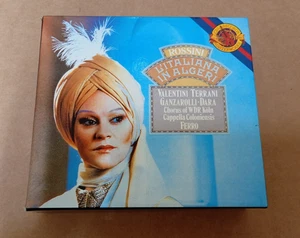 ROSSINI
L'ITALIANA
IN ALGERI
VALENTINI TERRANI
GANZAROLLI·DARA
Chorus of WDR Köln
Cappella Coloniensis
FERRO